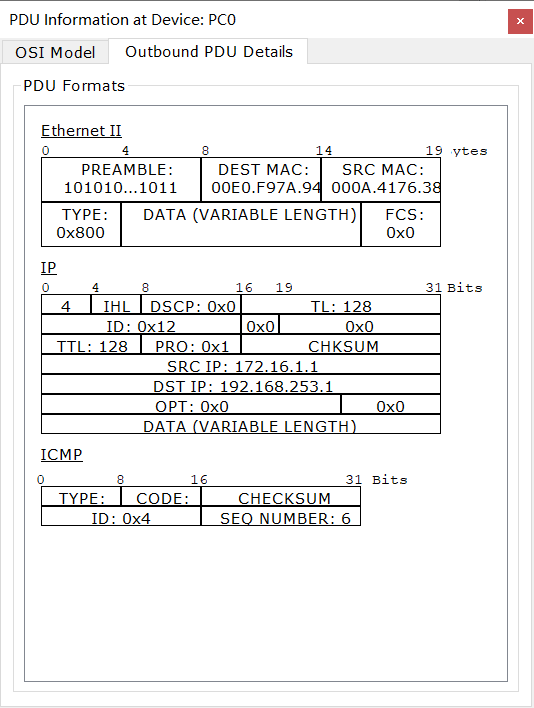 PDU Information at Device: PC0
×
OSI Model Outbound PDU Details
PDU Formats
Ethernet II
0 4 8 14 19 ytes
PREAMBLE: DEST MAC: SRC MAC:
101010...1011 00E0.F97A.94 000A.4176.38
TYPE: DATA (VARIABLE LENGTH) FCS:
0x800 0x0
IP
0 4 8 16 19 31 Bits
4 IHL DSCP: 0x0 TL: 128
ID: 0x12 0x0 0x0
TTL: 128 PRO: 0x1 CHKSUM
SRC IP: 172.16.1.1
DST IP: 192.168.253.1
OPT: 0x0 0x0
DATA (VARIABLE LENGTH)
ICMP
0 8 16 31 Bits
TYPE: CODE: CHECKSUM
ID: 0x4 SEQ NUMBER: 6